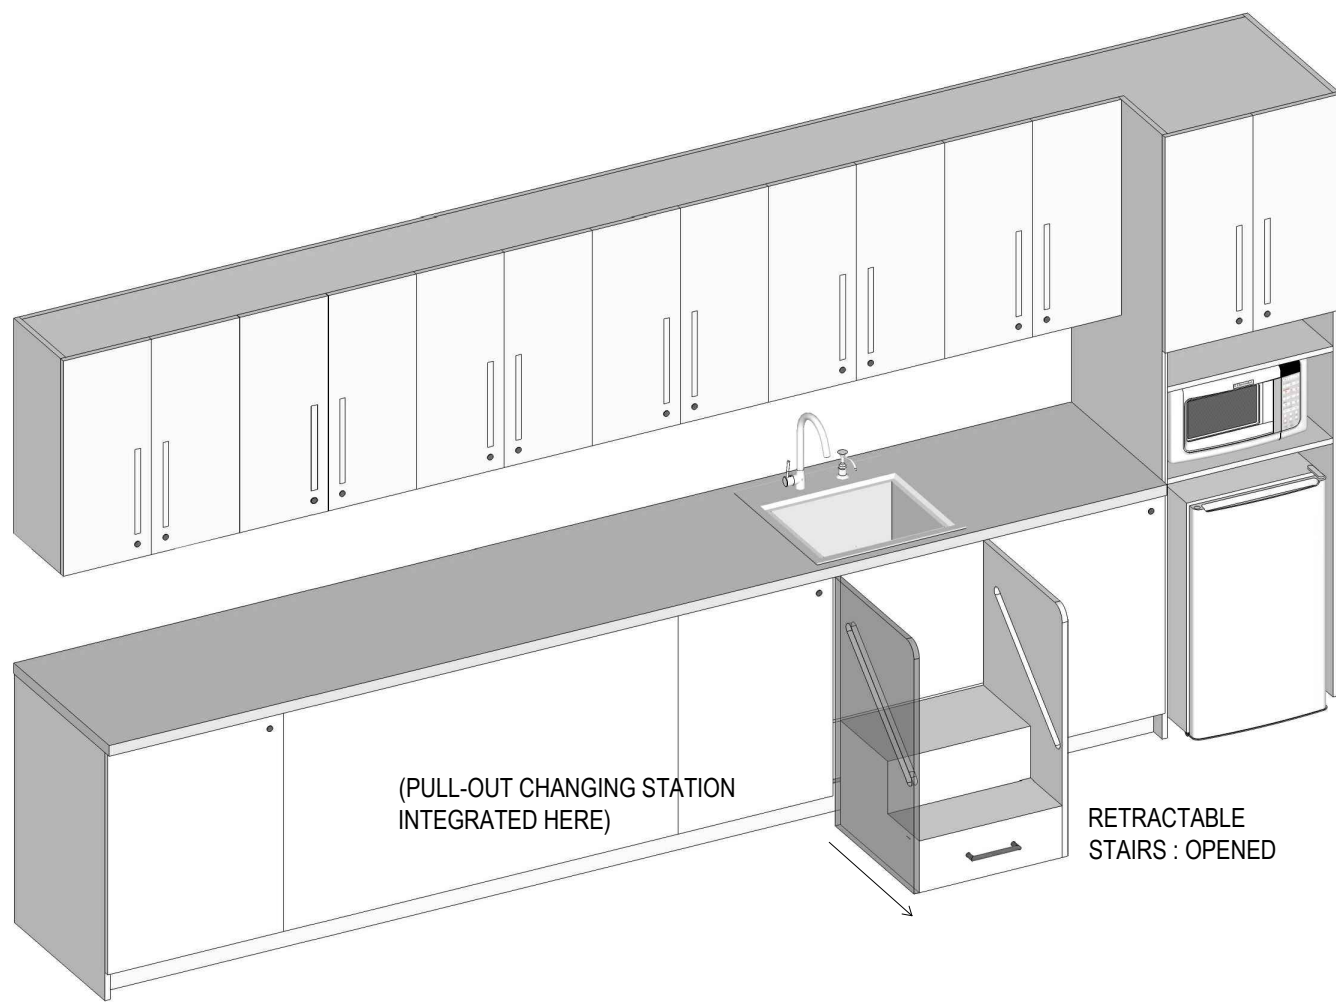 (PULL-OUT CHANGING STATION
INTEGRATED HERE)
RETRACTABLE
STAIRS : OPENED